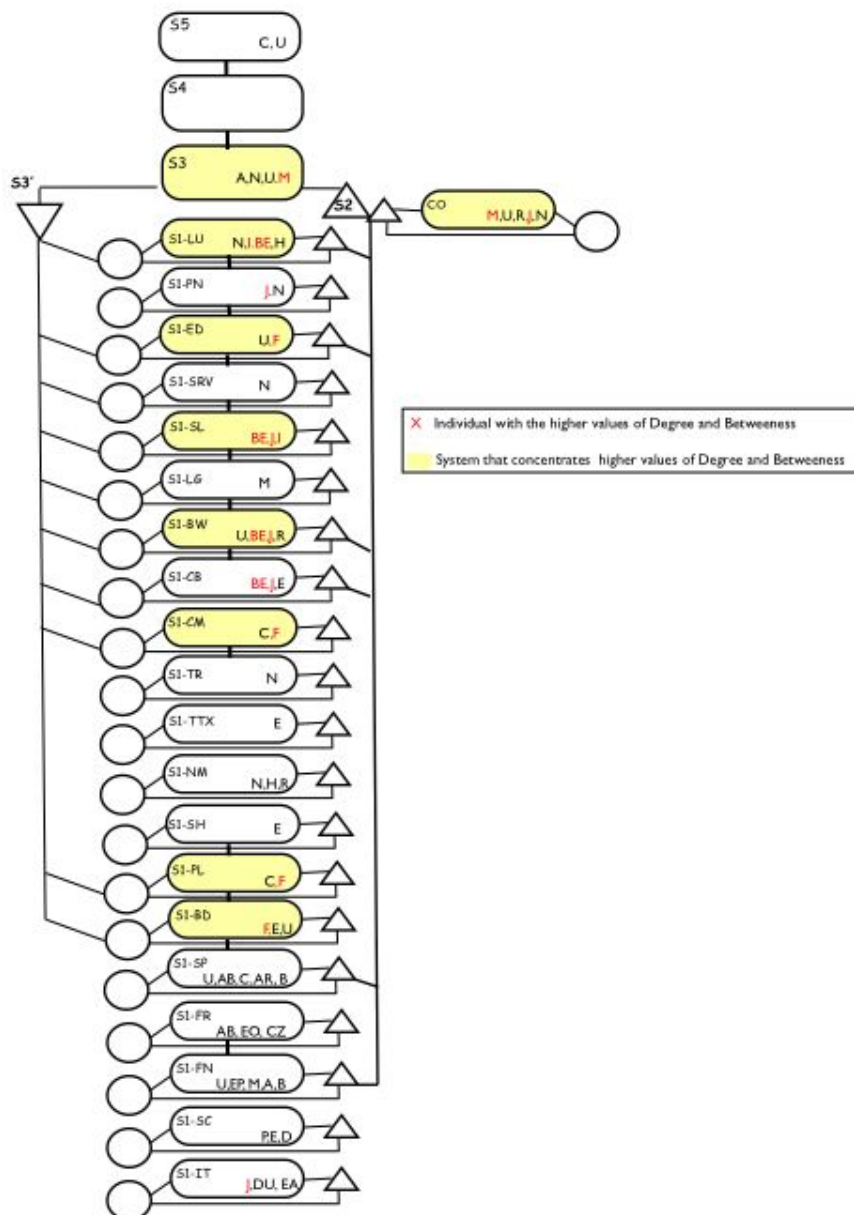 S5
C, U
S4
S3
A,N,U,M
S3'
S2
CO
M,U,R,J,N
S1-LU
N,I,BE,H
S1-PN
J,N
S1-ED
U,F
S1-SRV
N
S1-SL
BE,J,I
S1-LG
M
S1-BW
U,BE,J,R
S1-CB
BE,J,E
S1-CM
C,F
S1-TR
N
S1-TTX
E
S1-NM
N,H,R
S1-SH
E
S1-PL
C,F
S1-BD
F,E,U
S1-SP
U,AB,C,AR,B
S1-FR
AB, EO, CZ
S1-FN
U,EP,M,A,B
S1-SC
P,E,D
S1-IT
J,DU, EA
X Individual with the higher values of Degree and Betweeness
System that concentrates higher values of Degree and Betweeness